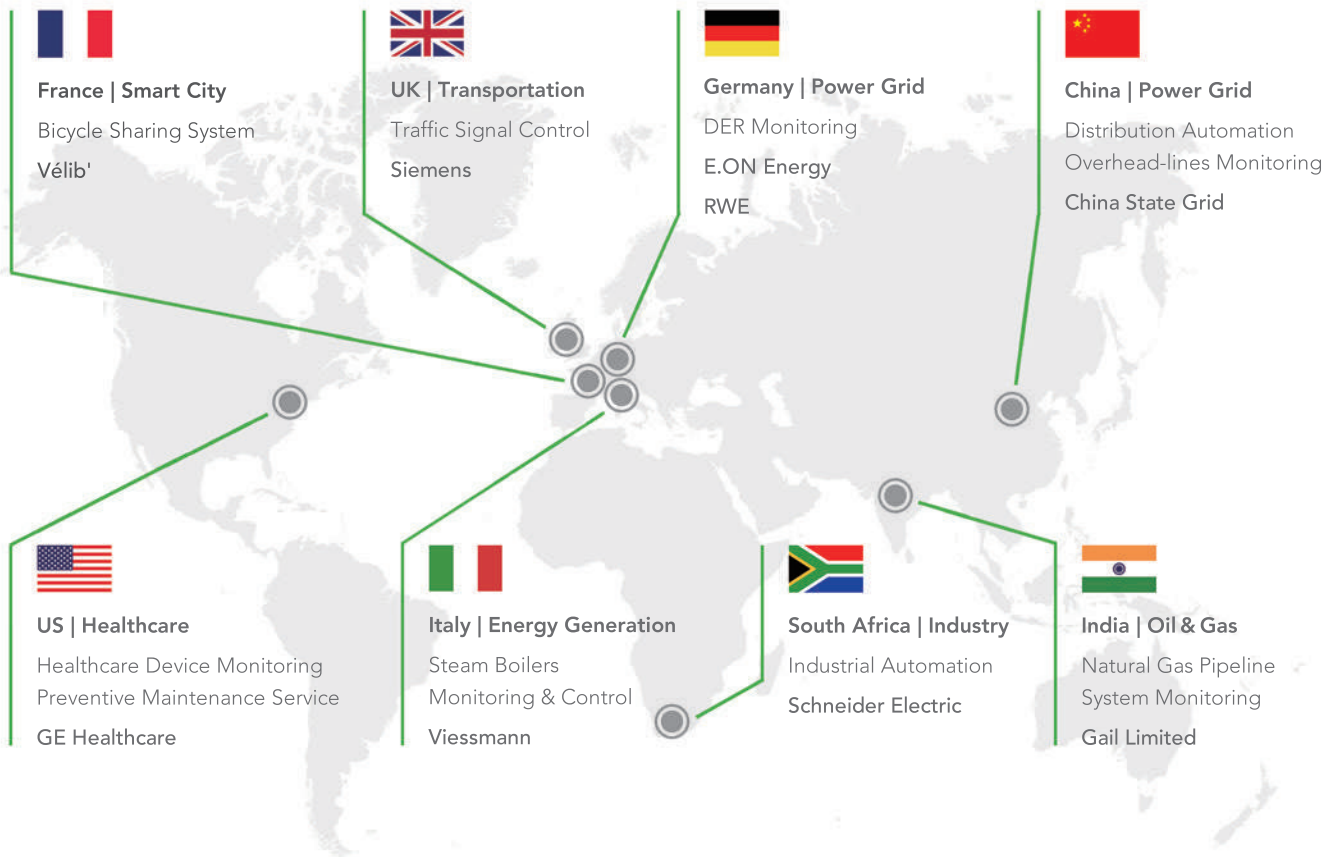 France | Smart City
Bicycle Sharing System
Vélib'
UK | Transportation
Traffic Signal Control
Siemens
Germany | Power Grid
DER Monitoring
E.ON Energy
RWE
China | Power Grid
Distribution Automation
Overhead-lines Monitoring
China State Grid
US | Healthcare
Healthcare Device Monitoring
Preventive Maintenance Service
GE Healthcare
Italy | Energy Generation
Steam Boilers
Monitoring & Control
Viessmann
South Africa | Industry
Industrial Automation
Schneider Electric
India | Oil & Gas
Natural Gas Pipeline
System Monitoring
Gail Limited